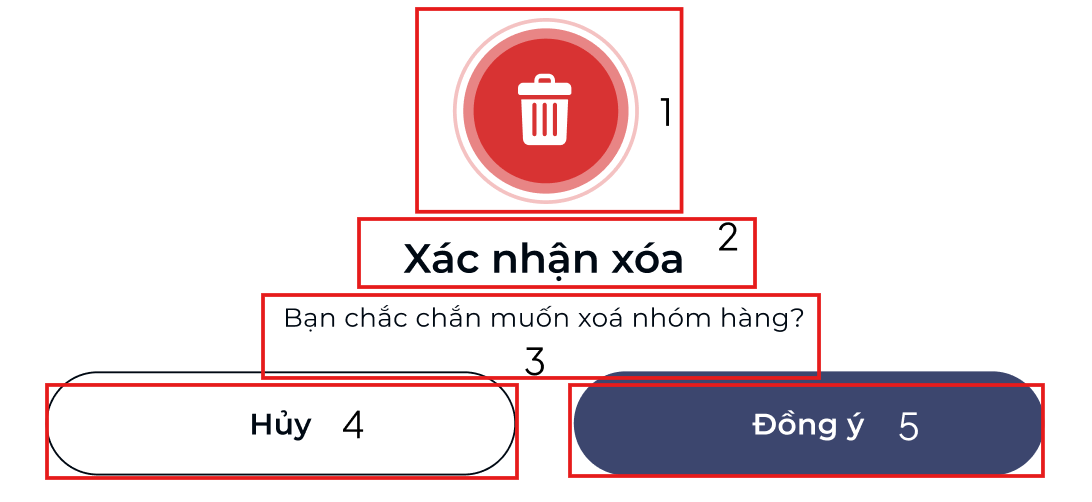 1
Xác nhận xóa 2
Bạn chắc chắn muốn xoá nhóm hàng?
3
Hủy 4
Đồng ý 5